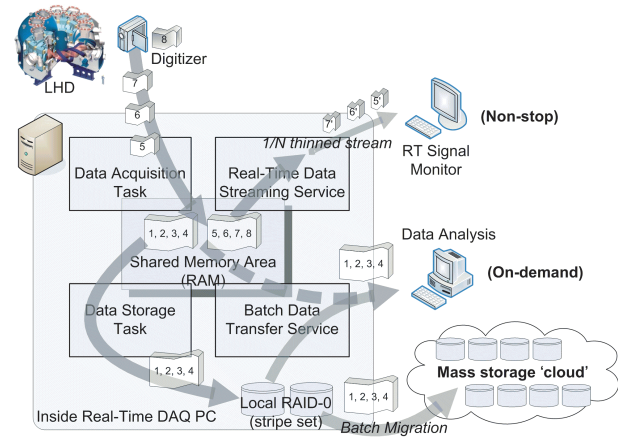 8
Digitizer
LHD
7
6
5
7'
6'
5'
1/N thinned stream
(Non-stop)
RT Signal
Monitor
Data Acquisition
Task
Real-Time Data
Streaming Service
1, 2, 3, 4
5, 6, 7, 8
Shared Memory Area
(RAM)
1, 2, 3, 4
Data Analysis
(On-demand)
Data Storage
Task
Batch Data
Transfer Service
1, 2, 3, 4
Local RAID-0
(stripe set)
1, 2, 3, 4
Mass storage ‘cloud’
Inside Real-Time DAQ PC
Batch Migration